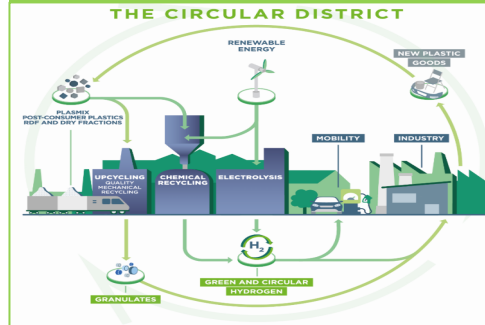 THE CIRCULAR DISTRICT
RENEWABLE
ENERGY
NEW PLASTIC
GOODS
PLASMIX
POST-CONSUMER PLASTICS
RDF AND DRY FRACTIONS
MOBILITY
INDUSTRY
UPCYCLING
QUALITY
MECHANICAL
RECYCLING
CHEMICAL
RECYCLING
ELECTROLYSIS
H2
GREEN AND CIRCULAR
HYDROGEN
GRANULATES